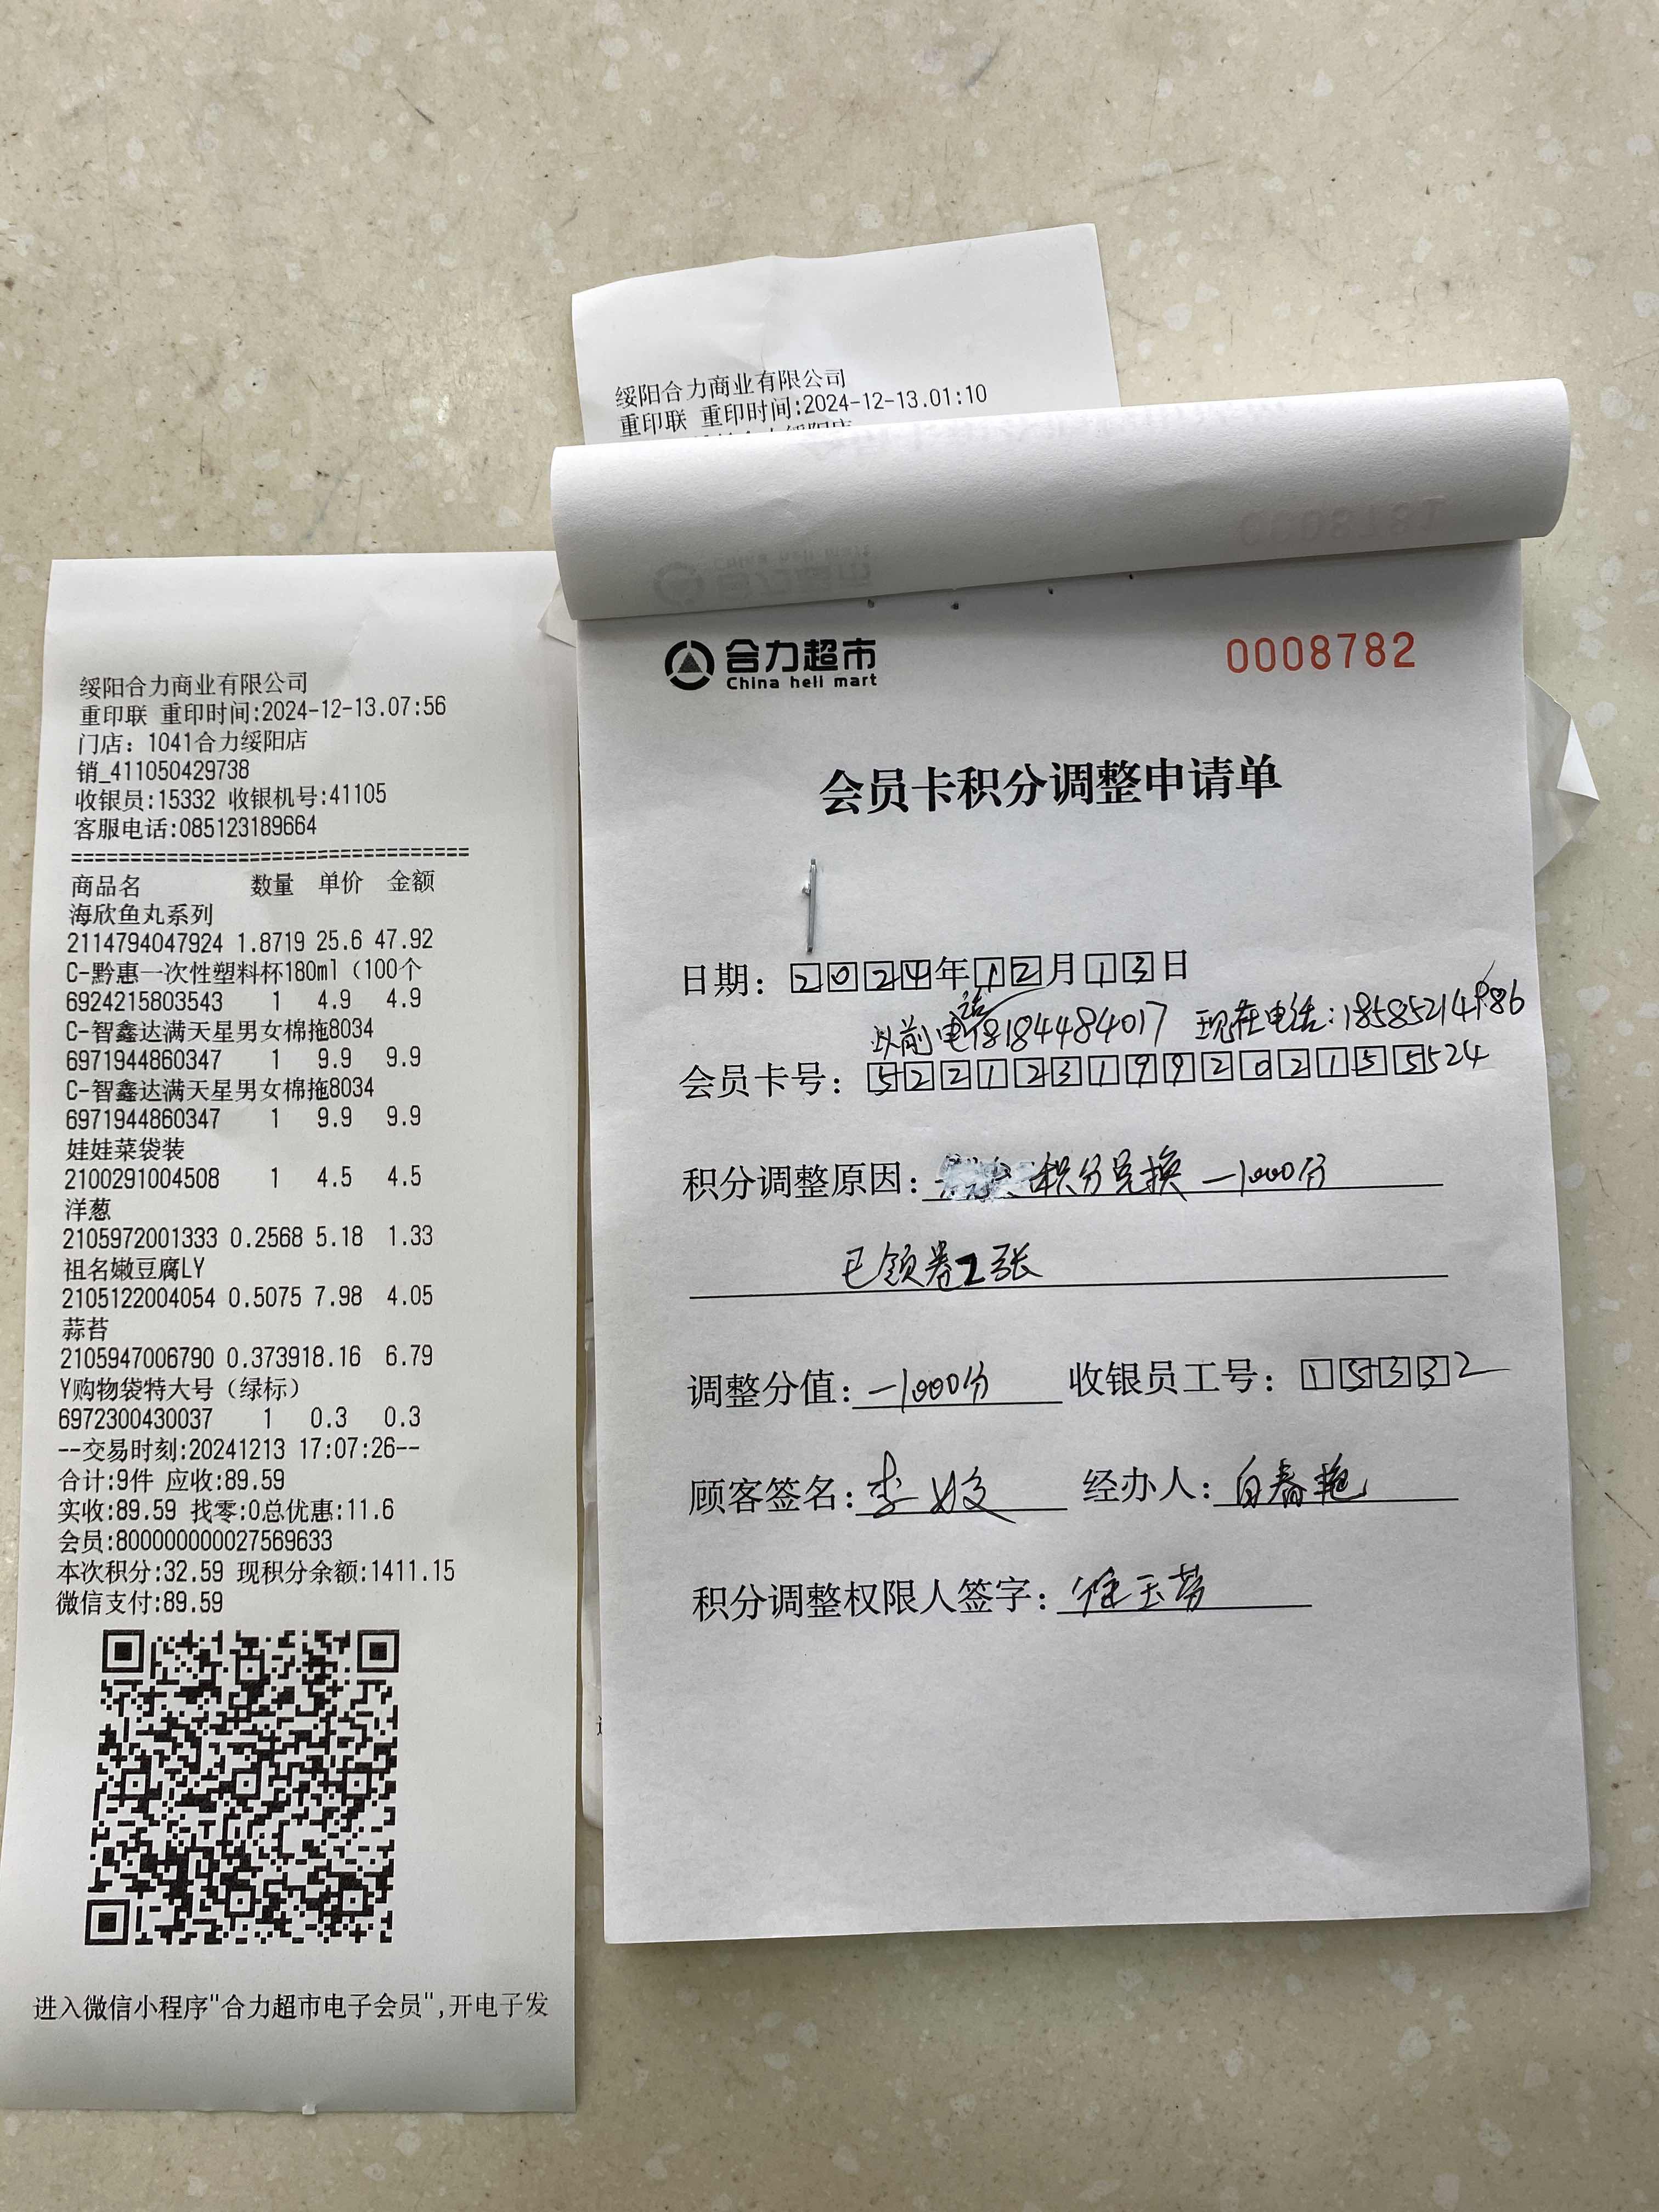 绥阳合力商业有限公司
重印联 重印时间:2024-12-13.01:10
绥阳合力商业有限公司
重印联 重印时间:2024-12-13.07:56
门店: 1041合力绥阳店
销_411050429738
收银员:15332 收银机号:41105
客服电话:085123189664
==================================
商品名 数量 单价 金额
海欣鱼丸系列
2114794047924 1.8719 25.6 47.92
C-黔惠一次性塑料杯180ml（100个
6924215803543 1 4.9 4.9
C-智鑫达满天星男女棉拖8034
6971944860347 1 9.9 9.9
C-智鑫达满天星男女棉拖8034
6971944860347 1 9.9 9.9
娃娃菜袋装
2100291004508 1 4.5 4.5
洋葱
2105972001333 0.2568 5.18 1.33
祖名嫩豆腐LY
2105122004054 0.5075 7.98 4.05
蒜苔
2105947006790 0.373918.16 6.79
Y购物袋特大号（绿标）
6972300430037 1 0.3 0.3
--交易时刻:20241213 17:07:26--
合计:9件 应收:89.59
实收:89.59 找零:0总优惠:11.6
会员:800000000027569633
本次积分:32.59 现积分余额:1411.15
微信支付:89.59
进入微信小程序"合力超市电子会员",开电子发
合力超市
China heli mart
0008782
会员卡积分调整申请单
日期: 2024年12月13日
以前电话18184484017 现在电话:18585214986
会员卡号: 522123199202155524
积分调整原因: 积分兑换 -1000分
已领券2张
调整分值: -1000分 收银员工号: 15332
顾客签名: 李姣 经办人: 白春艳
积分调整权限人签字: 徐玉芬